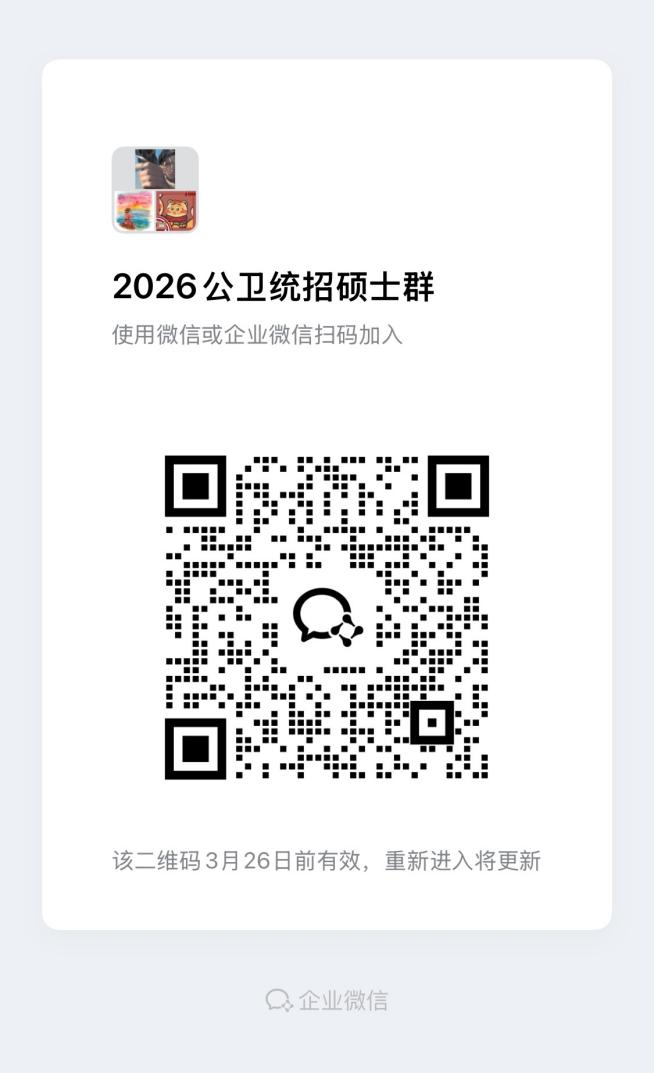 2026公卫统招硕士群
使用微信或企业微信扫码加入
该二维码3月26日前有效，重新进入将更新
企业微信